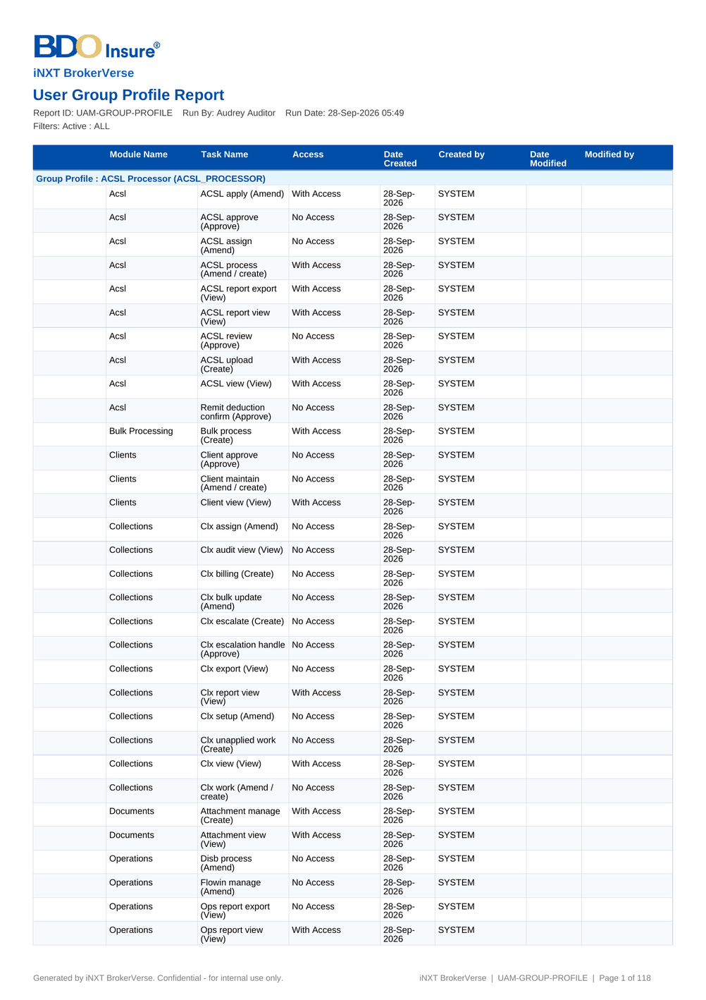 BDO Insure®
iNXT BrokerVerse
User Group Profile Report
Report ID: UAM-GROUP-PROFILE Run By: Audrey Auditor Run Date: 28-Sep-2026 05:49
Filters: Active : ALL
Module Name Task Name Access Date Created Created by Date Modified Modified by
Group Profile : ACSL Processor (ACSL_PROCESSOR)
Acsl ACSL apply (Amend) With Access 28-Sep-2026 SYSTEM
Acsl ACSL approve (Approve) No Access 28-Sep-2026 SYSTEM
Acsl ACSL assign (Amend) No Access 28-Sep-2026 SYSTEM
Acsl ACSL process (Amend / create) With Access 28-Sep-2026 SYSTEM
Acsl ACSL report export (View) With Access 28-Sep-2026 SYSTEM
Acsl ACSL report view (View) With Access 28-Sep-2026 SYSTEM
Acsl ACSL review (Approve) No Access 28-Sep-2026 SYSTEM
Acsl ACSL upload (Create) With Access 28-Sep-2026 SYSTEM
Acsl ACSL view (View) With Access 28-Sep-2026 SYSTEM
Acsl Remit deduction confirm (Approve) No Access 28-Sep-2026 SYSTEM
Bulk Processing Bulk process (Create) With Access 28-Sep-2026 SYSTEM
Clients Client approve (Approve) No Access 28-Sep-2026 SYSTEM
Clients Client maintain (Amend / create) No Access 28-Sep-2026 SYSTEM
Clients Client view (View) With Access 28-Sep-2026 SYSTEM
Collections Clx assign (Amend) No Access 28-Sep-2026 SYSTEM
Collections Clx audit view (View) No Access 28-Sep-2026 SYSTEM
Collections Clx billing (Create) No Access 28-Sep-2026 SYSTEM
Collections Clx bulk update (Amend) No Access 28-Sep-2026 SYSTEM
Collections Clx escalate (Create) No Access 28-Sep-2026 SYSTEM
Collections Clx escalation handle (Approve) No Access 28-Sep-2026 SYSTEM
Collections Clx export (View) No Access 28-Sep-2026 SYSTEM
Collections Clx report view (View) With Access 28-Sep-2026 SYSTEM
Collections Clx setup (Amend) No Access 28-Sep-2026 SYSTEM
Collections Clx unapplied work (Create) No Access 28-Sep-2026 SYSTEM
Collections Clx view (View) With Access 28-Sep-2026 SYSTEM
Collections Clx work (Amend / create) No Access 28-Sep-2026 SYSTEM
Documents Attachment manage (Create) With Access 28-Sep-2026 SYSTEM
Documents Attachment view (View) With Access 28-Sep-2026 SYSTEM
Operations Disb process (Amend) No Access 28-Sep-2026 SYSTEM
Operations Flowin manage (Amend) No Access 28-Sep-2026 SYSTEM
Operations Ops report export (View) No Access 28-Sep-2026 SYSTEM
Operations Ops report view (View) With Access 28-Sep-2026 SYSTEM
Generated by iNXT BrokerVerse. Confidential - for internal use only. iNXT BrokerVerse | UAM-GROUP-PROFILE | Page 1 of 118